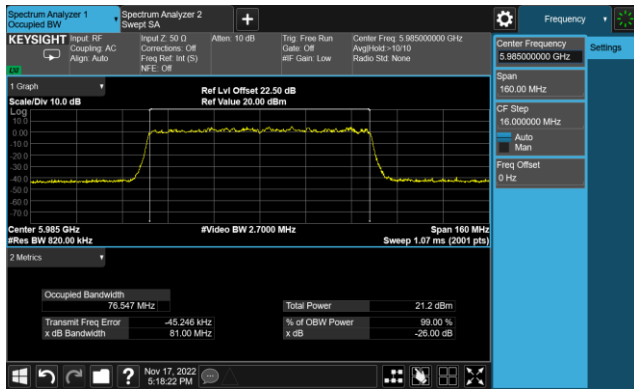 Spectrum Analyzer 1
Occupied BW
Spectrum Analyzer 2
Swept SA
Frequency
KEYSIGHT
Input: RF
Coupling: AC
Align: Auto
Input Z: 50 Ω
Corrections: Off
Freq Ref: Int (S)
NFE: Off
Atten: 10 dB
Trig: Free Run
Gate: Off
#IF Gain: Low
Center Freq: 5.985000000 GHz
Avg|Hold:>10/10
Radio Std: None
LXI
1 Graph
Scale/Div 10.0 dB
Ref Lvl Offset 22.50 dB
Ref Value 20.00 dBm
Log
10.0
0.00
-10.0
-20.0
-30.0
-40.0
-50.0
-60.0
-70.0
Center 5.985 GHz
#Res BW 820.00 kHz
#Video BW 2.7000 MHz
Span 160 MHz
Sweep 1.07 ms (2001 pts)
2 Metrics
Occupied Bandwidth
76.547 MHz
Total Power
21.2 dBm
Transmit Freq Error
-45.246 kHz
% of OBW Power
99.00 %
x dB Bandwidth
81.00 MHz
x dB
-26.00 dB
?
Nov 17, 2022
5:18:22 PM
Center Frequency
5.985000000 GHz
Settings
Span
160.00 MHz
CF Step
16.000000 MHz
Auto
Man
Freq Offset
0 Hz